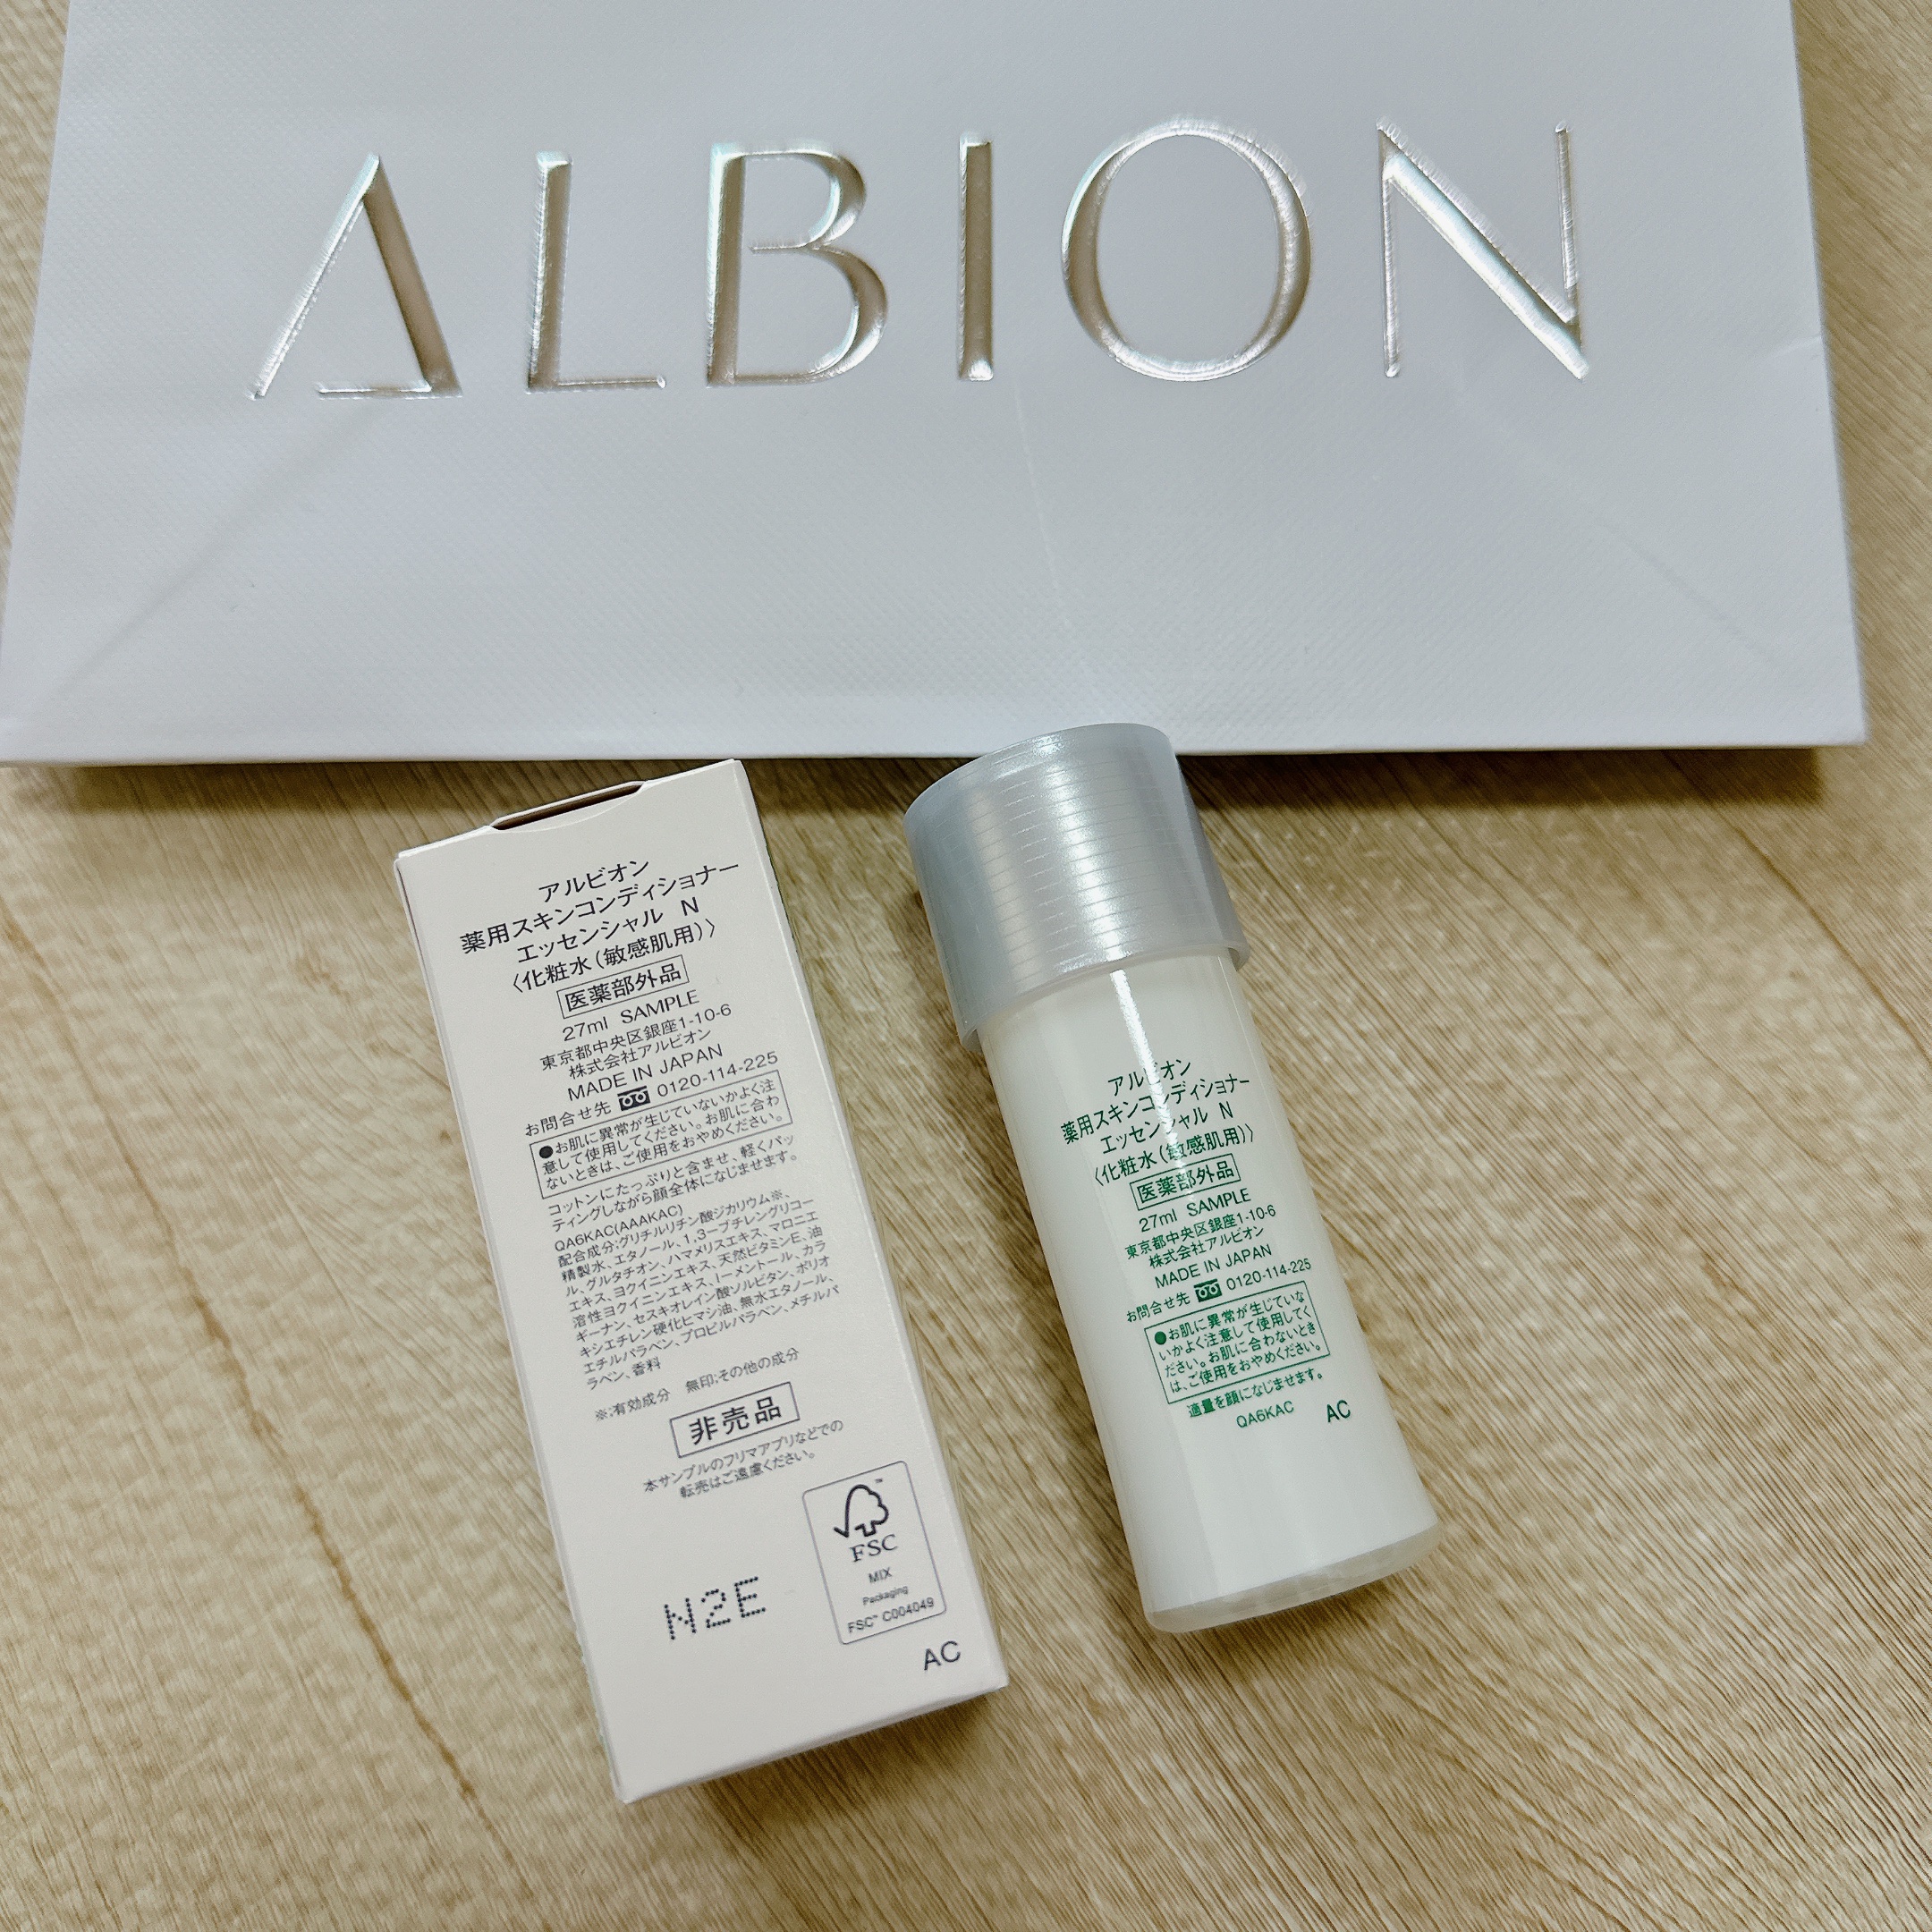 ALBION
アルビオン
薬用スキンコンディショナー
エッセンシャル N
〈化粧水(敏感肌用)〉
医薬部外品
27ml SAMPLE
東京都中央区銀座1-10-6
株式会社アルビオン
MADE IN JAPAN
お問合せ先 0120-114-225
●お肌に異常が生じていないかよく注
意して使用してください。お肌に合わ
ないときは、ご使用をおやめください。
コットンにたっぷりと含ませ、軽くパッ
ティングしながら顔全体になじませます。
QA6KAC(AAAKAC)
配合成分:グリチルリチン酸ジカリウム※、
精製水、エタノール、1,3-ブチレングリコー
ル、グルタチオン、ハマメリスエキス、マロニエ
エキス、ヨクイニンエキス、天然ビタミンE、油
溶性ヨクイニンエキス、l-メントール、カラ
ギーナン、セスキオレイン酸ソルビタン、ポリオ
キシエチレン硬化ヒマシ油、無水エタノール、
エチルパラベン、プロピルパラベン、メチルパ
ラベン、香料
※:有効成分 無印:その他の成分
非売品
本サンプルのフリマアプリなどでの
転売はご遠慮ください。
FSC™
MIX
Packaging
FSC™ C004049
N2E
AC
アルビオン
薬用スキンコンディショナー
エッセンシャル N
〈化粧水(敏感肌用)〉
医薬部外品
27ml SAMPLE
東京都中央区銀座1-10-6
株式会社アルビオン
MADE IN JAPAN
お問合せ先 0120-114-225
●お肌に異常が生じていな
いかよく注意して使用してく
ださい。お肌に合わないとき
は、ご使用をおやめください。
適量を顔になじませます。
QA6KAC AC